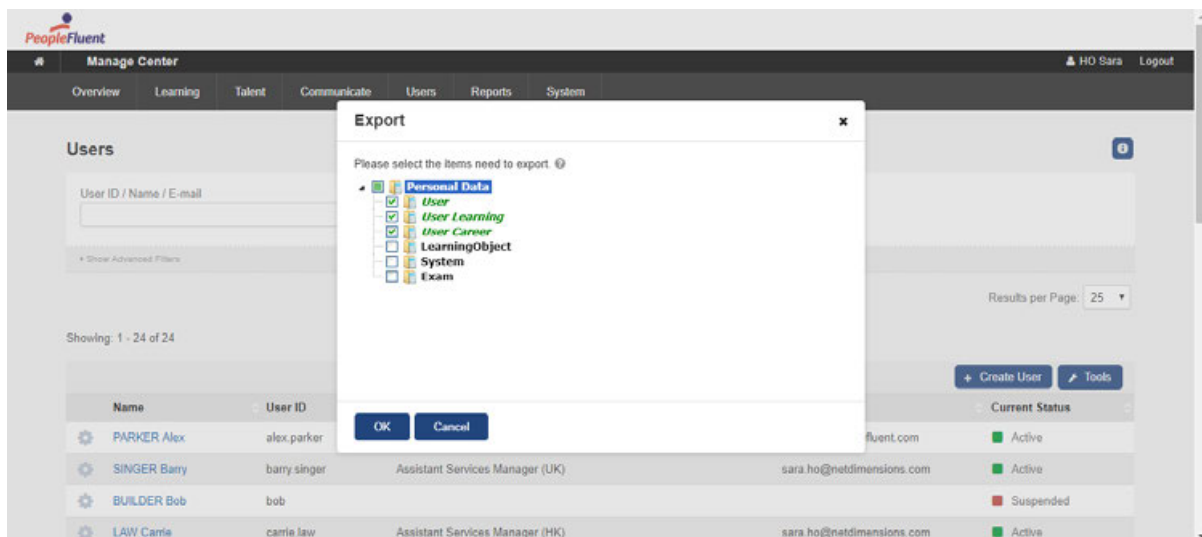 PeopleFluent
Manage Center HO Sara Logout
Overview Learning Talent Communicate Users Reports System
Export
Users
Please select the items need to export.
Personal Data
User ID / Name / E-mail
User
User Learning
User Career
LearningObject
+ Show Advanced Filters
System
Exam
Results per Page: 25
Showing: 1 - 24 of 24
+ Create User Tools
Name User ID Current Status
OK Cancel
PARKER Alex alex.parker fluent.com Active
SINGER Barry barry.singer Assistant Services Manager (UK) sara.ho@netdimensions.com Active
BUILDER Bob bob Suspended
LAW Carrie carrie.law Assistant Services Manager (HK) sara.ho@netdimensions.com Active